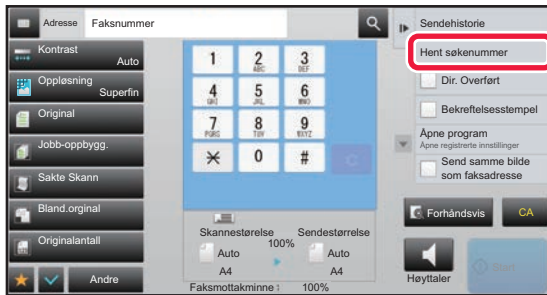 Adresse Faksnummer
Kontrast
Auto
Oppløsning
Superfin
Original
Jobb-oppbygg.
Sakte Skann
Bland.orginal
Originalantall
Andre
1 2 3
ABC DEF
4 5 6
GHI JKL MNO
7 8 9
PQRS TUV WXYZ
0 #
C
Skannestørelse Sendestørrelse
100%
Auto Auto
A4 A4
Faksmottakminne: 100%
Sendehistorie
Hent søkenummer
Dir. Overført
Bekreftelsesstempel
Åpne program
Åpne registrerte innstillinger
Send samme bilde
som faksadresse
Forhåndsvis CA
Høyttaler Start